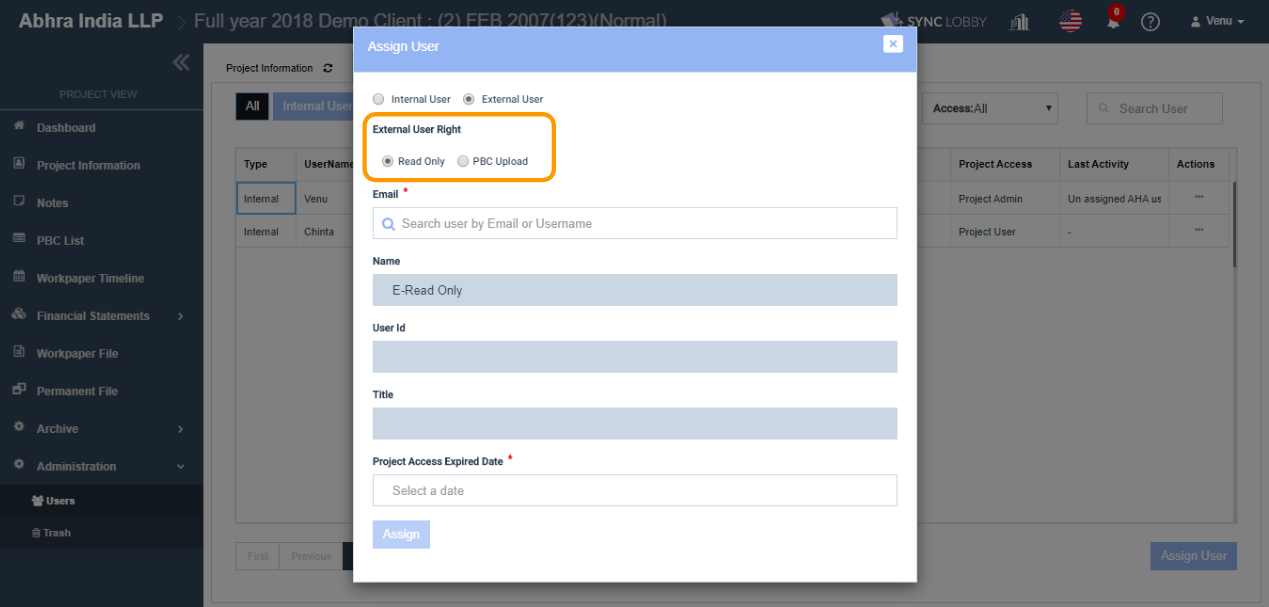 Abhra India LLP > Full year 2018 Demo Client : (2) FEB 2007(123)(Normal) SYNC LOBBY 0 ? Venu
Assign User ×
Project Information
PROJECT VIEW
Dashboard
Project Information
Notes
PBC List
Workpaper Timeline
Financial Statements >
Workpaper File
Permanent File
Archive >
Administration
Users
Trash
All Internal User
Access:All Search User
Type UserName Project Access Last Activity Actions
Internal Venu Project Admin Un assigned AHA us ...
Internal Chinta Project User - ...
First Previous
Assign User
Internal User External User
External User Right
Read Only PBC Upload
Email *
Search user by Email or Username
Name
E-Read Only
User Id
Title
Project Access Expired Date *
Select a date
Assign